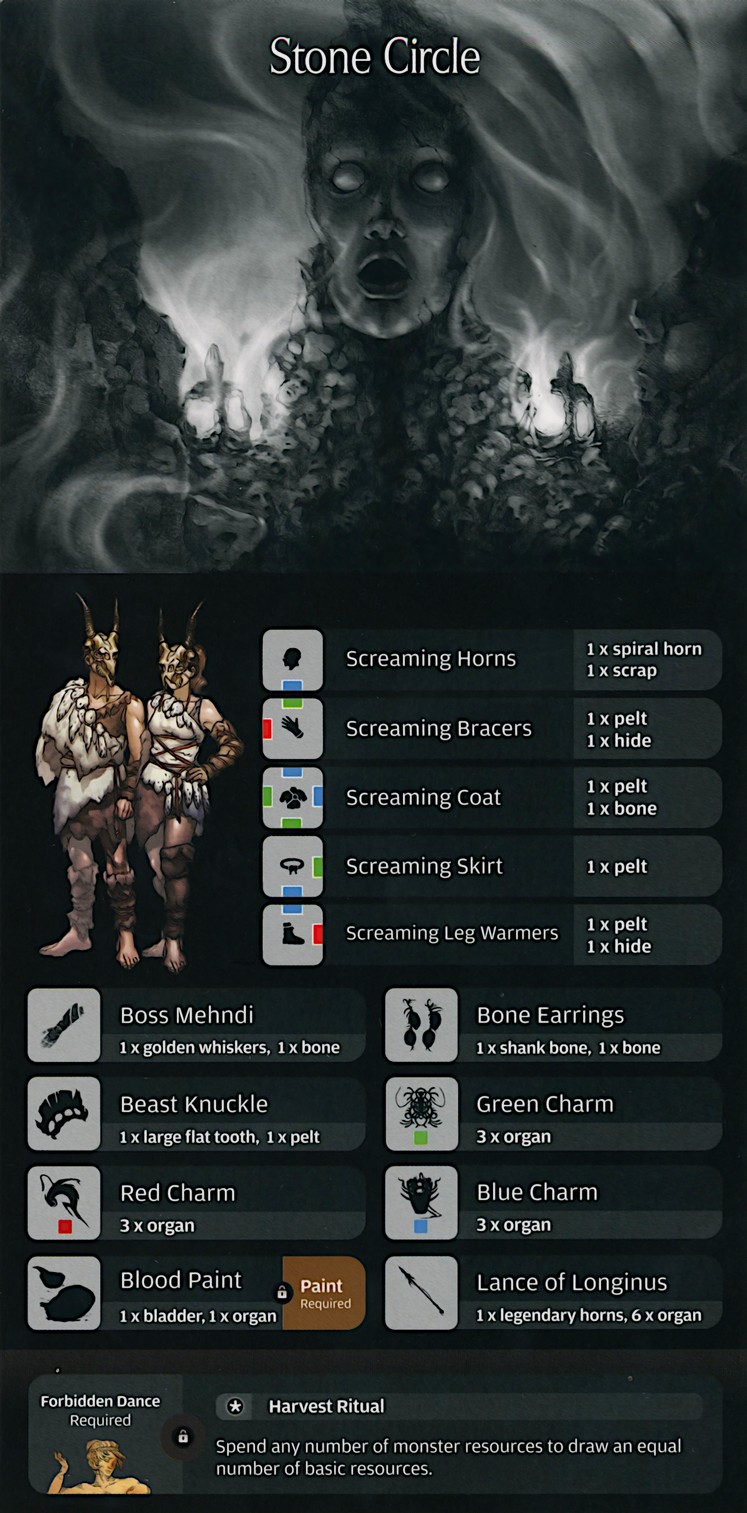 Stone Circle
Screaming Horns
1 x spiral horn
1 x scrap
Screaming Bracers
1 x pelt
1 x hide
Screaming Coat
1 x pelt
1 x bone
Screaming Skirt
1 x pelt
Screaming Leg Warmers
1 x pelt
1 x hide
Boss Mehndi
1 x golden whiskers, 1 x bone
Bone Earrings
1 x shank bone, 1 x bone
Beast Knuckle
1 x large flat tooth, 1 x pelt
Green Charm
3 x organ
Red Charm
3 x organ
Blue Charm
3 x organ
Blood Paint
1 x bladder, 1 x organ
Paint
Required
Lance of Longinus
1 x legendary horns, 6 x organ
Forbidden Dance
Required
Harvest Ritual
Spend any number of monster resources to draw an equal
number of basic resources.